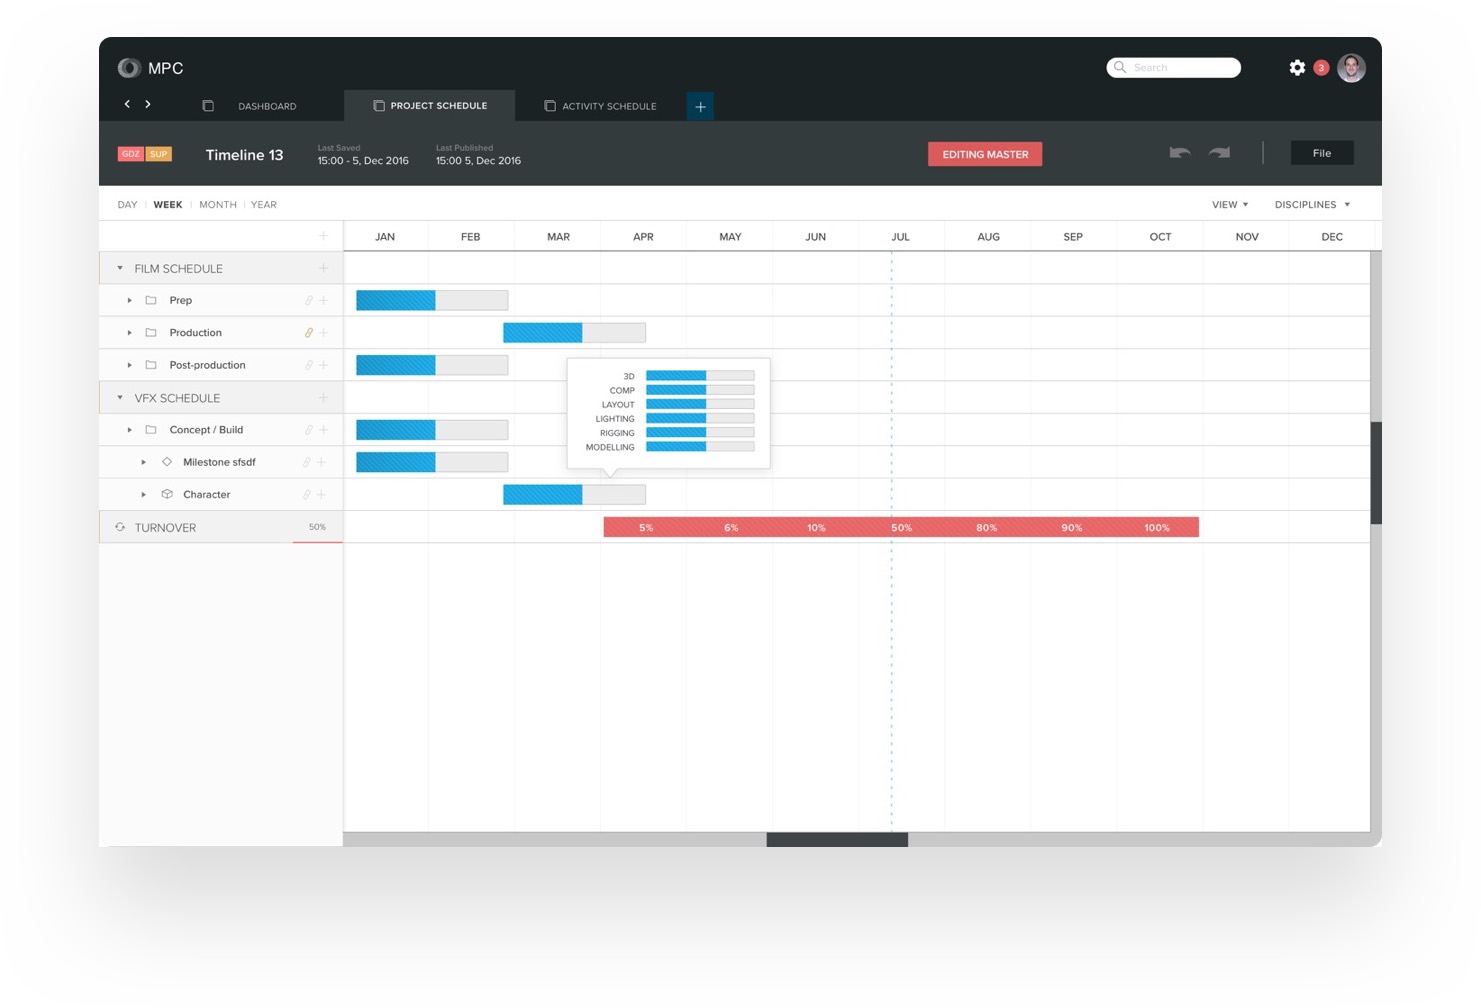 MPC
Search
3
DASHBOARD
PROJECT SCHEDULE
ACTIVITY SCHEDULE
+
GDZ SUP
Timeline 13
Last Saved
15:00 - 5, Dec 2016
Last Published
15:00 5, Dec 2016
EDITING MASTER
File
DAY | WEEK | MONTH | YEAR
VIEW
DISCIPLINES
JAN FEB MAR APR MAY JUN JUL AUG SEP OCT NOV DEC
FILM SCHEDULE
Prep
Production
Post-production
3D
COMP
LAYOUT
LIGHTING
RIGGING
MODELLING
VFX SCHEDULE
Concept / Build
Milestone sfsdf
Character
TURNOVER 50%
5% 6% 10% 50% 80% 90% 100%